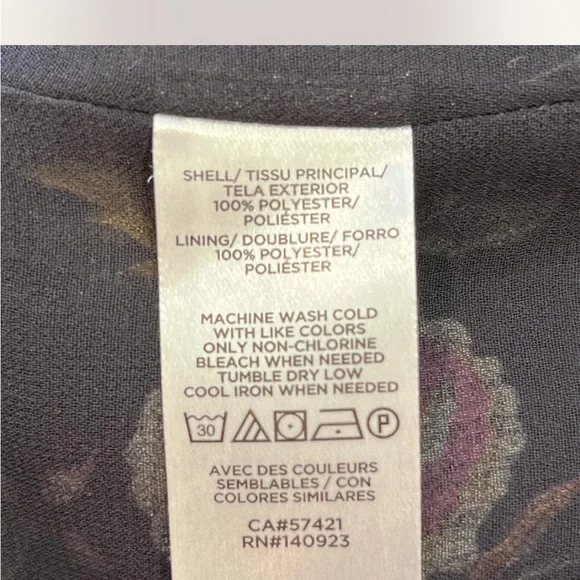 SHELL/ TISSU PRINCIPAL/
TELA EXTERIOR
100% POLYESTER/
POLIÉSTER
LINING/ DOUBLURE/ FORRO
100% POLYESTER/
POLIÉSTER
MACHINE WASH COLD
WITH LIKE COLORS
ONLY NON-CHLORINE
BLEACH WHEN NEEDED
TUMBLE DRY LOW
COOL IRON WHEN NEEDED
30 P
AVEC DES COULEURS
SEMBLABLES / CON
COLORES SIMILARES
CA#57421
RN#140923